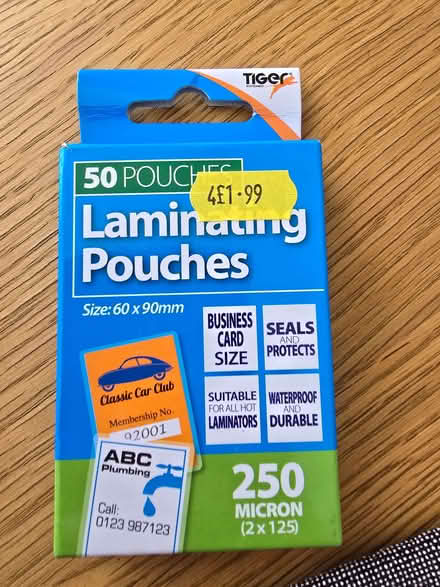 TIGER
50 POUCHES
4£1·99
Laminating
Pouches
Size: 60 x 90mm
BUSINESS
CARD
SIZE
SEALS
AND
PROTECTS
SUITABLE
FOR ALL HOT
LAMINATORS
WATERPROOF
AND
DURABLE
Classic Car Club
Membership No.
92001
ABC
Plumbing
Call:
0123 987123
250
MICRON
(2 x 125)